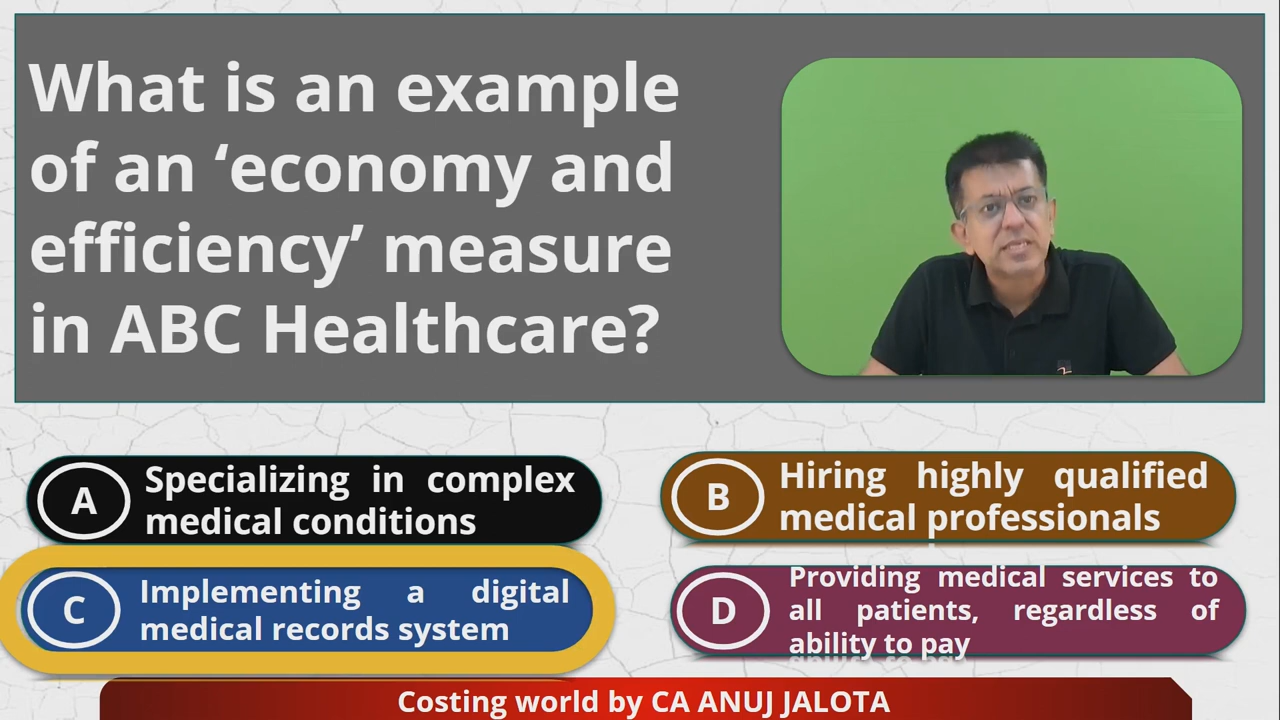 What is an example
of an ‘economy and
efficiency’ measure
in ABC Healthcare?
A
Specializing in complex
medical conditions
B
Hiring highly qualified
medical professionals
C
Implementing a digital
medical records system
D
Providing medical services to
all patients, regardless of
ability to pay
Costing world by CA ANUJ JALOTA